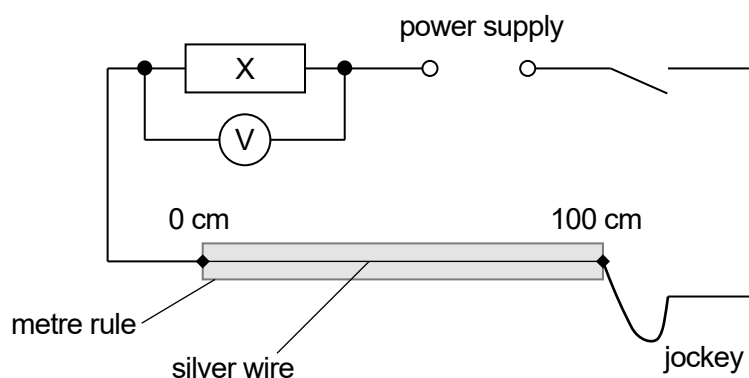 power supply
X
V
0 cm
100 cm
metre rule
silver wire
jockey